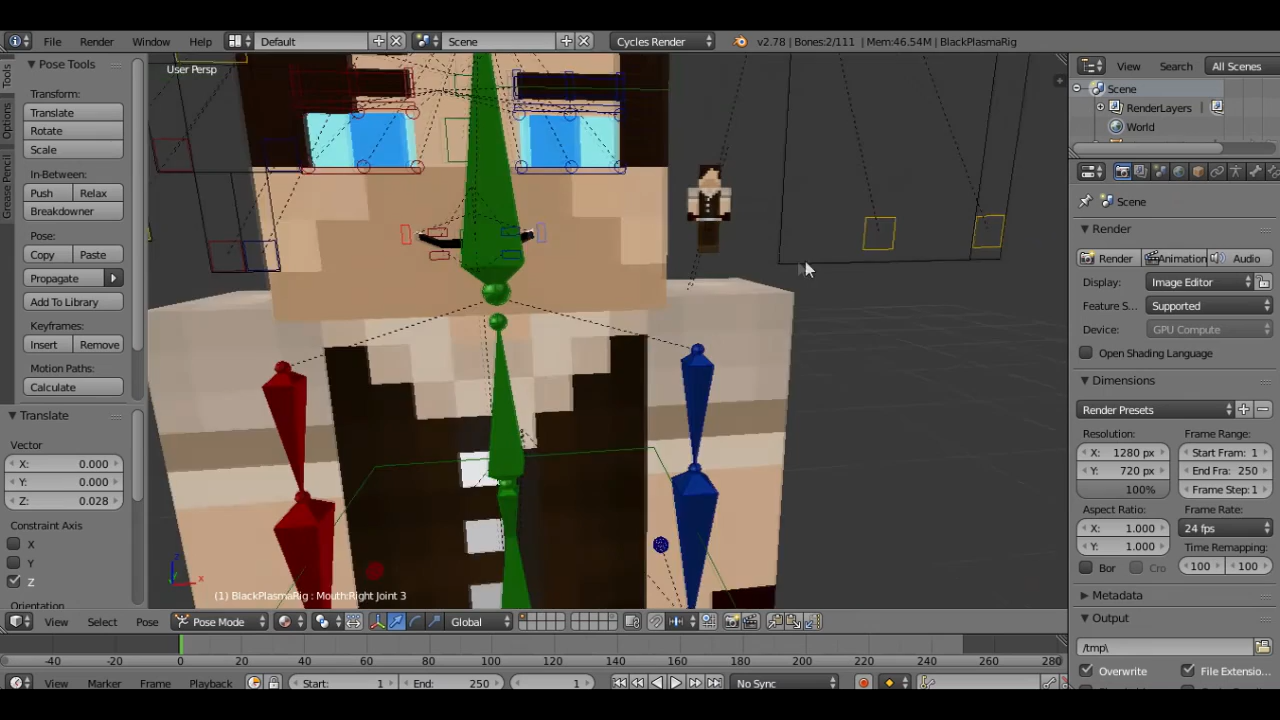 File Render Window Help Default Scene Cycles Render v2.78 | Bones:2/111 | Mem:46.54M | BlackPlasmaRig
Tools
Options
Grease Pencil
Pose Tools
Transform:
Translate
Rotate
Scale
In-Between:
Push Relax
Breakdowner
Pose:
Copy Paste
Propagate
Add To Library
Keyframes:
Insert Remove
Motion Paths:
Calculate
Translate
Vector
X: 0.000
Y: 0.000
Z: 0.028
Constraint Axis
X
Y
Z
Orientation
User Persp
z
x
(1) BlackPlasmaRig : Mouth:Right Joint 3
View Select Pose Pose Mode Global
-40 -20 0 20 40 60 80 100 120 140 160 180 200 220 240 260 280
View Marker Frame Playback Start: 1 End: 250 1 No Sync
View Search All Scenes
Scene
RenderLayers
World
Scene
Render
Render Animation Audio
Display: Image Editor
Feature S... Supported
Device: GPU Compute
Open Shading Language
Dimensions
Render Presets
Resolution: Frame Range:
X: 1280 px Start Fram: 1
Y: 720 px End Fra: 250
100% Frame Step:1
Aspect Ratio: Frame Rate:
X: 1.000 24 fps
Y: 1.000 Time Remapping:
Bor Cro 100 100
Metadata
Output
/tmp\
Overwrite File Extensio...